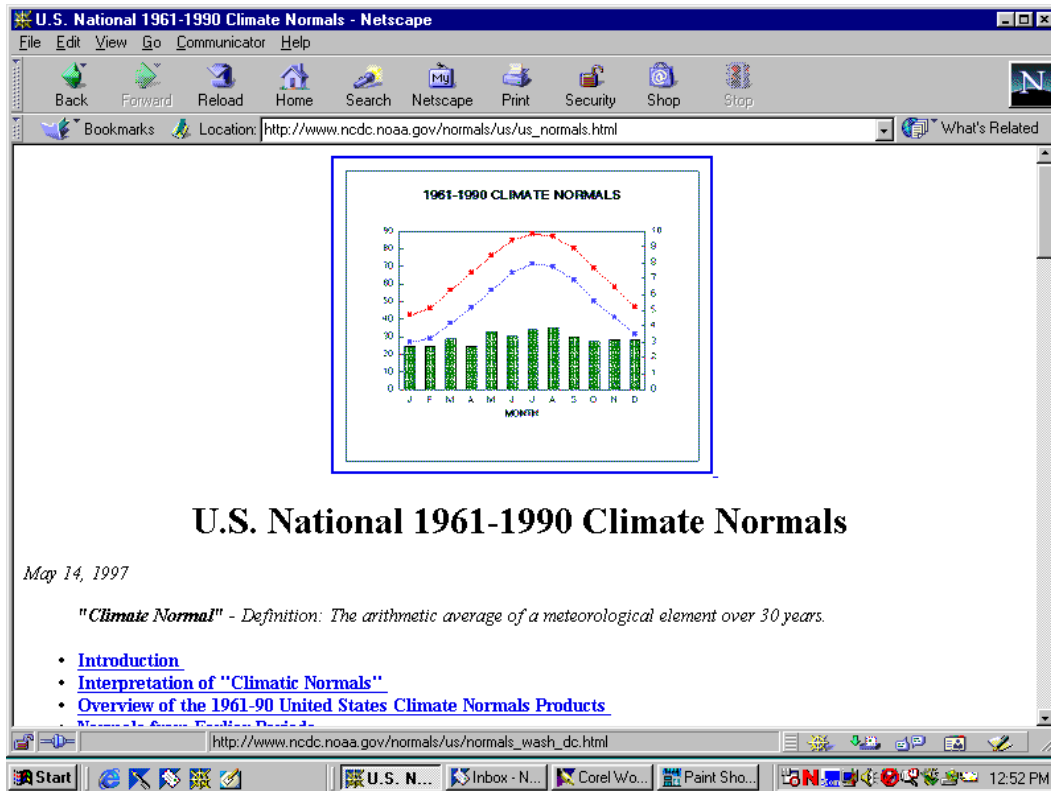 U.S. National 1961-1990 Climate Normals - Netscape
File Edit View Go Communicator Help
My
Back Forward Reload Home Search Netscape Print Security Shop Stop
N
Bookmarks Location: http://www.ncdc.noaa.gov/normals/us/us_normals.html What's Related
1961-1990 CLIMATE NORMALS
90 10
80 9
70 8
60 7
50 6
40 5
30 4
20 3
10 2
0 1
0
J F M A M J J A S O N D
MONTH
U.S. National 1961-1990 Climate Normals
May 14, 1997
"Climate Normal" - Definition: The arithmetic average of a meteorological element over 30 years.
• Introduction
• Interpretation of "Climatic Normals"
• Overview of the 1961-90 United States Climate Normals Products
• Normals from Earlier Periods
http://www.ncdc.noaa.gov/normals/us/normals_wash_dc.html
Start U.S. N... Inbox - N... Corel Wo... Paint Sho... N 12:52 PM